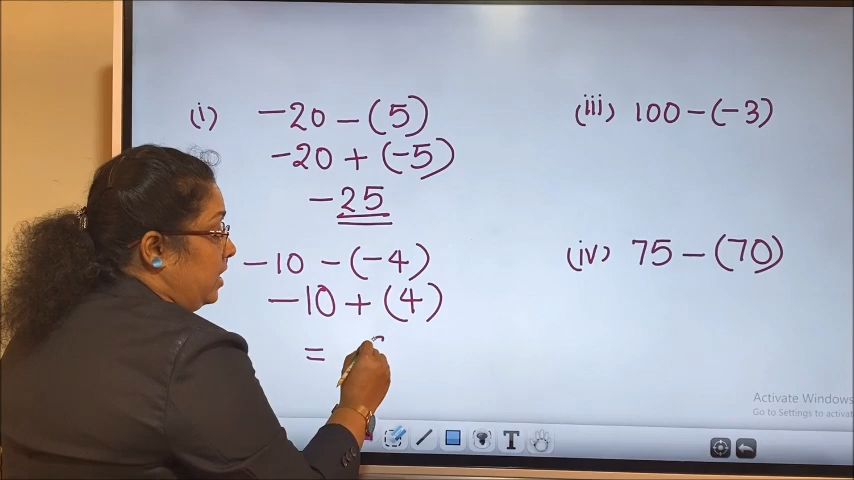 (i) -20 - (5)
-20 + (-5)
-25
-10 - (-4)
-10 + (4)
=
(iii) 100 - (-3)
(iv) 75 - (70)
Activate Windows
Go to Settings to activat
T